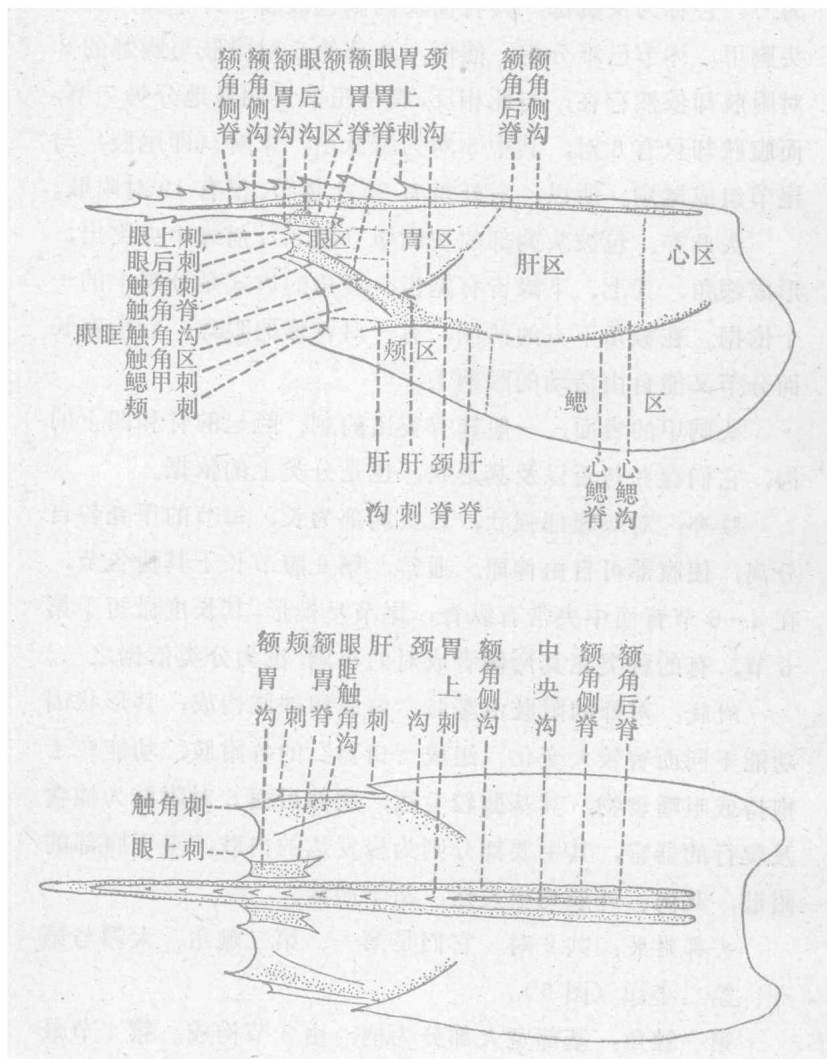 额角侧脊
额角侧沟
额胃沟
眼后沟
额区
额胃脊
眼胃脊
胃上刺
颈沟
额角后脊
额角侧沟
眼刺
眼后刺
触角刺
触角脊
眼眶触角沟
触角区
鳃甲刺
颊刺
眼区
胃区
肝区
心区
颊区
鳃区
肝沟
肝刺
颈脊
肝脊
心鳃脊
心鳃沟
额胃沟
颊刺
额胃脊
眼眶触角沟
肝刺
颈沟
胃上刺
额角侧沟
中央沟
额角侧脊
额角后脊
触角刺
眼上刺